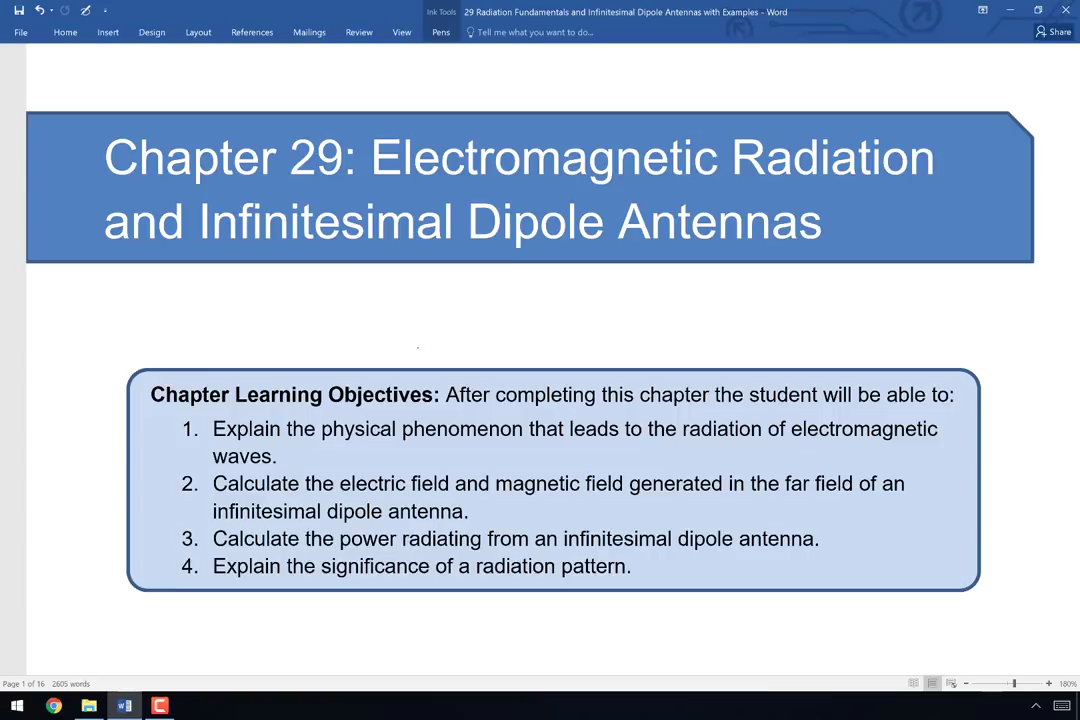 Ink Tools
29 Radiation Fundamentals and Infinitesimal Dipole Antennas with Examples - Word
File Home Insert Design Layout References Mailings Review View Pens Tell me what you want to do... Share
Chapter 29: Electromagnetic Radiation
and Infinitesimal Dipole Antennas
Chapter Learning Objectives: After completing this chapter the student will be able to:
1. Explain the physical phenomenon that leads to the radiation of electromagnetic
waves.
2. Calculate the electric field and magnetic field generated in the far field of an
infinitesimal dipole antenna.
3. Calculate the power radiating from an infinitesimal dipole antenna.
4. Explain the significance of a radiation pattern.
Page 1 of 16 2605 words 180%